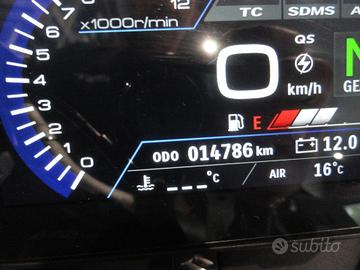 7
12
x1000r/min
6
5
4
3
2
1
0
TC SDMS
0
QS
km/h
N
E
ODO 014786 km
12.0
--- °C
AIR 16°C
subito